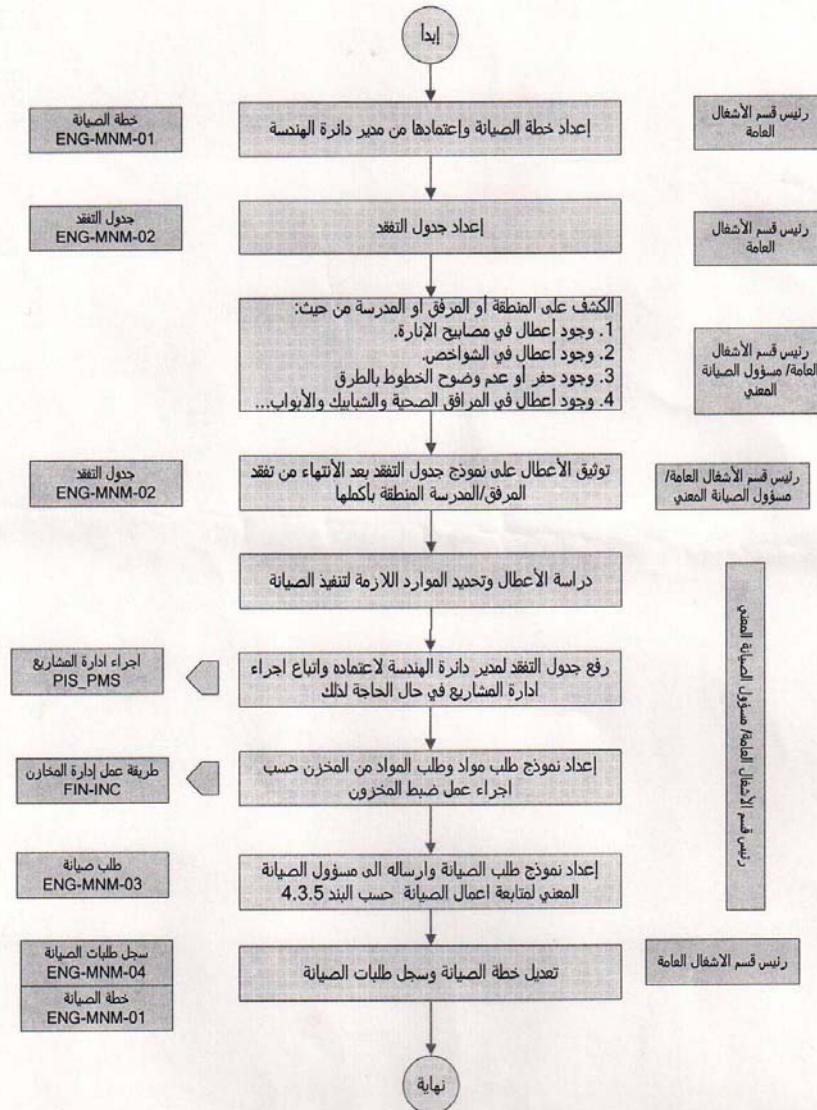 إبدأ
رئيس قسم الأشغال
العامة
إعداد خطة الصيانة وإعتمادها من مدير دائرة الهندسة
خطة الصيانة
ENG-MNM-01
رئيس قسم الأشغال
العامة
إعداد جدول التفقد
جدول التفقد
ENG-MNM-02
رئيس قسم الأشغال
العامة/ مسؤول الصيانة
المعني
الكشف على المنطقة أو المرفق او المدرسة من حيث:
1. وجود أعطال في مصابيح الإنارة.
2. وجود أعطال في الشواخص.
3. وجود حفر أو عدم وضوح الخطوط بالطرق
4. وجود أعطال في المرافق الصحية والشبابيك والأبواب...
رئيس قسم الأشغال العامة/
مسؤول الصيانة المعني
توثيق الأعطال على نموذج جدول التفقد بعد الأنتهاء من تفقد
المرفق/المدرسة المنطقة بأكملها
جدول التفقد
ENG-MNM-02
رئيس قسم الأشغال العامة/ مسؤول الصيانة المعني
دراسة الأعطال وتحديد الموارد اللازمة لتنفيذ الصيانة
رفع جدول التفقد لمدير دائرة الهندسة لاعتماده واتباع اجراء
ادارة المشاريع في حال الحاجة لذلك
اجراء ادارة المشاريع
PIS_PMS
إعداد نموذج طلب مواد وطلب المواد من المخزن حسب
اجراء عمل ضبط المخزون
طريقة عمل إدارة المخازن
FIN-INC
إعداد نموذج طلب الصيانة وارساله الى مسؤول الصيانة
المعني لمتابعة اعمال الصيانة حسب البند 4.3.5
طلب صيانة
ENG-MNM-03
رئيس قسم الاشغال العامة
تعديل خطة الصيانة وسجل طلبات الصيانة
سجل طلبات الصيانة
ENG-MNM-04
خطة الصيانة
ENG-MNM-01
نهاية